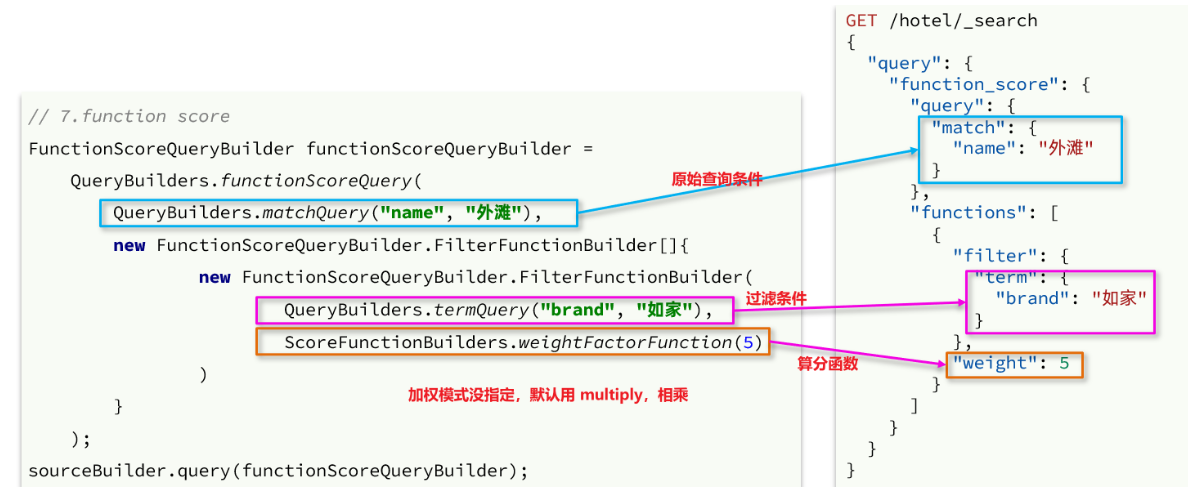 // 7.function score
FunctionScoreQueryBuilder functionScoreQueryBuilder =
QueryBuilders.functionScoreQuery(
QueryBuilders.matchQuery("name", "外滩"),
new FunctionScoreQueryBuilder.FilterFunctionBuilder[]{
new FunctionScoreQueryBuilder.FilterFunctionBuilder(
QueryBuilders.termQuery("brand", "如家"),
ScoreFunctionBuilders.weightFactorFunction(5)
)
}
);
sourceBuilder.query(functionScoreQueryBuilder);
原始查询条件
过滤条件
算分函数
加权模式没指定，默认用 multiply，相乘
GET /hotel/_search
{
"query": {
"function_score": {
"query": {
"match": {
"name": "外滩"
}
},
"functions": [
{
"filter": {
"term": {
"brand": "如家"
}
},
"weight": 5
}
]
}
}
}